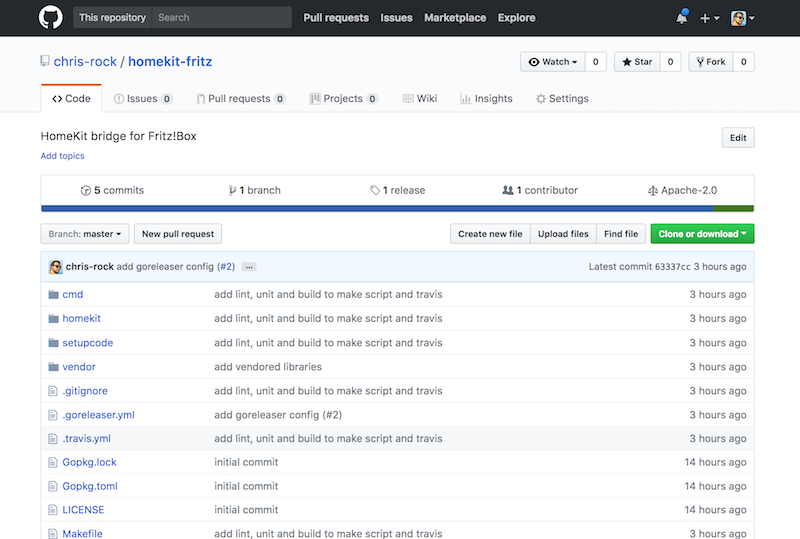 This repository Search Pull requests Issues Marketplace Explore
chris-rock / homekit-fritz Watch 0 Star 0 Fork 0
Code Issues 0 Pull requests 0 Projects 0 Wiki Insights Settings
HomeKit bridge for Fritz!Box Edit
Add topics
5 commits 1 branch 1 release 1 contributor Apache-2.0
Branch: master New pull request Create new file Upload files Find file Clone or download
chris-rock add goreleaser config (#2) … Latest commit 63337cc 3 hours ago
cmd add lint, unit and build to make script and travis 3 hours ago
homekit add lint, unit and build to make script and travis 3 hours ago
setupcode add lint, unit and build to make script and travis 3 hours ago
vendor add vendored libraries 3 hours ago
.gitignore add lint, unit and build to make script and travis 3 hours ago
.goreleaser.yml add goreleaser config (#2) 3 hours ago
.travis.yml add lint, unit and build to make script and travis 3 hours ago
Gopkg.lock initial commit 14 hours ago
Gopkg.toml initial commit 14 hours ago
LICENSE initial commit 14 hours ago
Makefile add lint, unit and build to make script and travis 3 hours ago